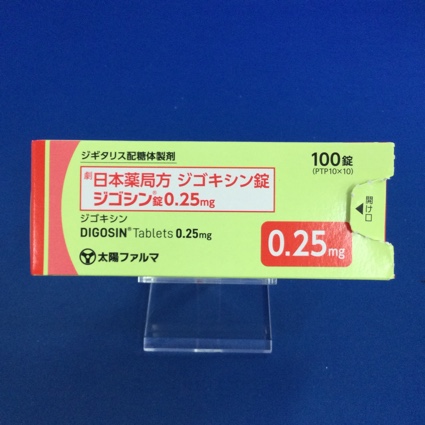 ジギタリス配糖体製剤
100錠
(PTP10×10)
劇 日本薬局方 ジゴキシン錠
ジゴシン®錠0.25mg
ジゴキシン
DIGOSIN® Tablets 0.25mg
太陽ファルマ
開け口
0.25mg